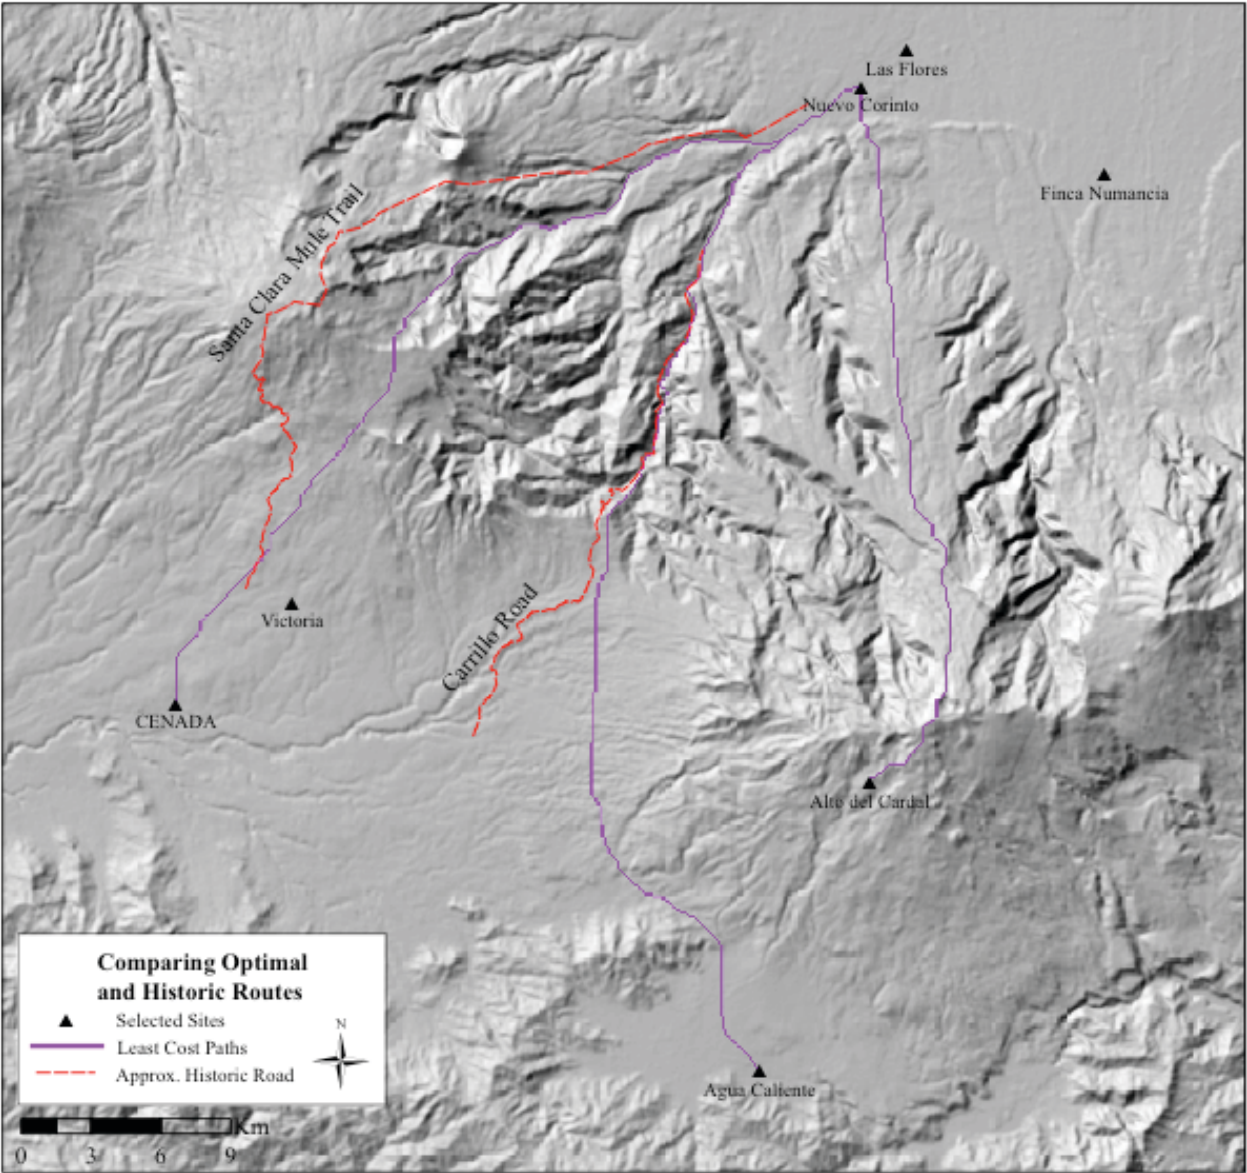 Las Flores
Nuevo Corinto
Finca Numancia
Santa Clara Mule Trail
Victoria
Carrillo Road
CENADA
Alto del Cardal
Comparing Optimal
and Historic Routes
Selected Sites
N
Least Cost Paths
Approx. Historic Road
Agua Caliente
Km
0 3 6 9